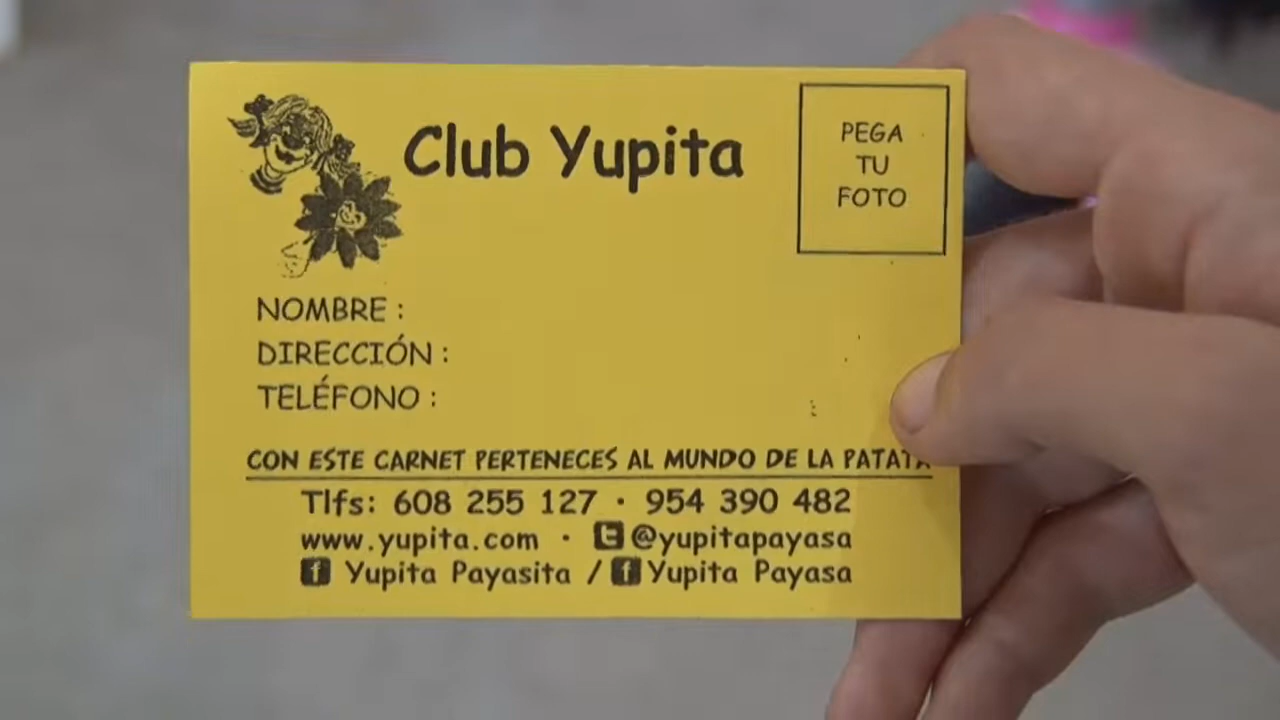 Club Yupita
PEGA
TU
FOTO
NOMBRE :
DIRECCIÓN :
TELÉFONO :
CON ESTE CARNET PERTENECES AL MUNDO DE LA PATATA
Tlfs: 608 255 127 · 954 390 482
www.yupita.com · @yupitapayasa
Yupita Payasita / Yupita Payasa